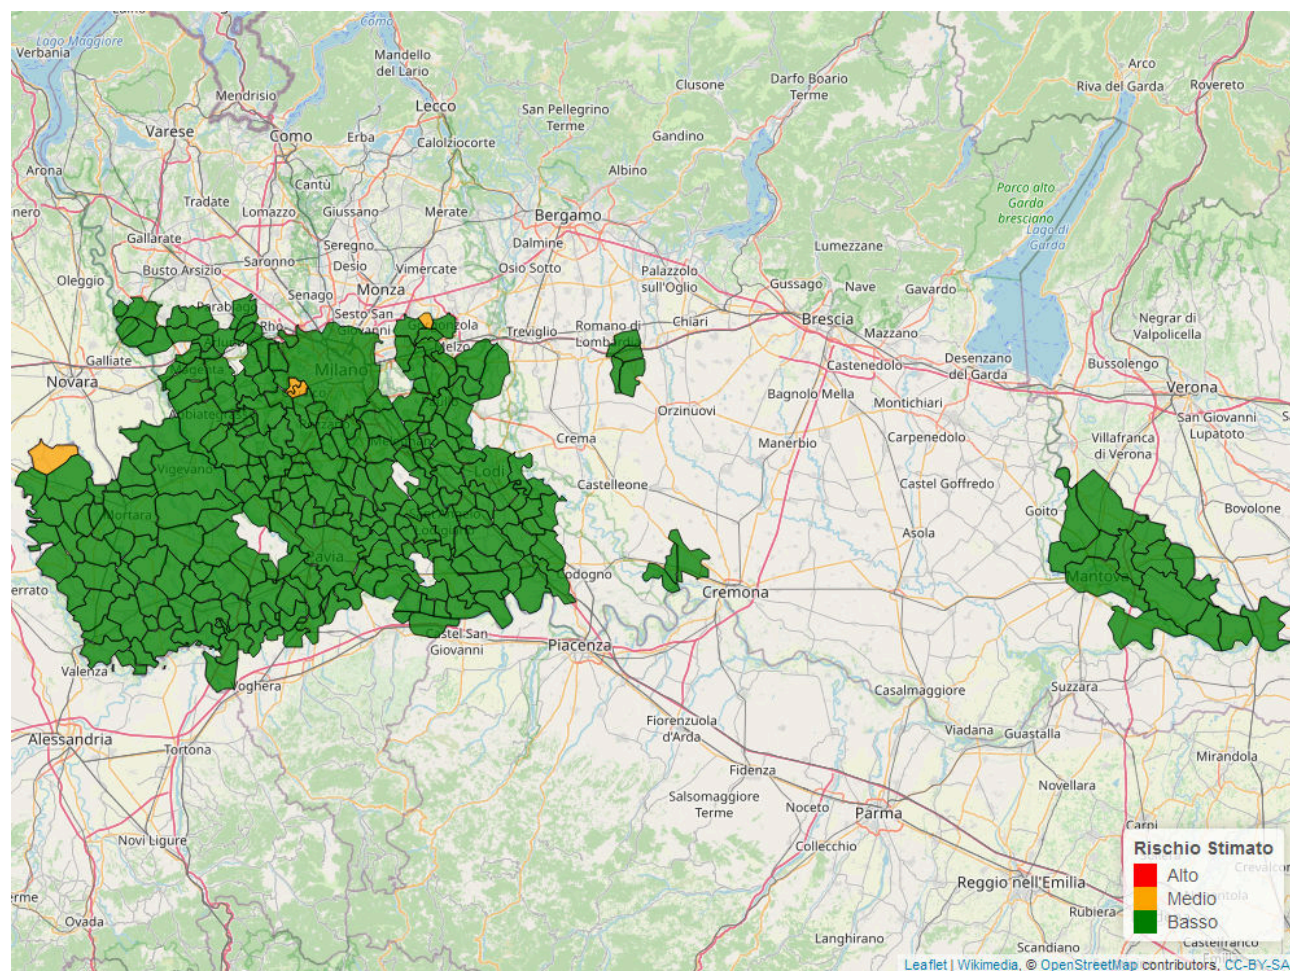 Como
Lago Maggiore
Verbania
Mandello
del Lario
Arco
Riva del Garda
Rovereto
Clusone
Darfo Boario
Terme
Mendrisio
Lecco
San Pellegrino
Terme
Varese
Como
Erba
Calolziocorte
Gandino
Arona
Albino
Cantù
Parco alto
Garda
bresciano
Lago di
Garda
Tradate
Lomazzo
Giussano
Merate
Bergamo
Gallarate
Seregno
Dalmine
Lumezzane
Saronno
Desio
Vimercate
Osio Sotto
Palazzolo
sull'Oglio
Busto Arsizio
Oleggio
Senago
Monza
Gussago
Nave
Gavardo
Parabiago
Sesto San
Giovanni
Rho
Treviglio
Romano di
Lombardia
Chiari
Brescia
Mazzano
Negrar di
Valpolicella
Arluno
Melzo
Galliate
Magenta
Milano
Castenedolo
Desenzano
del Garda
Bussolengo
Novara
Verona
Bagnolo Mella
Montichiari
Orzinuovi
San Giovanni
Lupatoto
Rozzano
Crema
Manerbio
Carpenedolo
Villafranca
di Verona
Vigevano
Lodi
Castelleone
Castel Goffredo
Goito
Bovolone
Mortara
Asola
Pavia
Codogno
Cremona
Mantova
Castel San
Giovanni
Piacenza
Valenza
Voghera
Casalmaggiore
Suzzara
Fiorenzuola
d'Arda
Viadana
Guastalla
Alessandria
Tortona
Mirandola
Fidenza
Novellara
Salsomaggiore
Terme
Noceto
Parma
Carpi
Novi Ligure
Collecchio
Reggio nell'Emilia
Rubiera
Ovada
Langhirano
Scandiano
Castelfranco
Rischio Stimato
Alto
Medio
Basso
Leaflet | Wikimedia, © OpenStreetMap contributors, CC-BY-SA